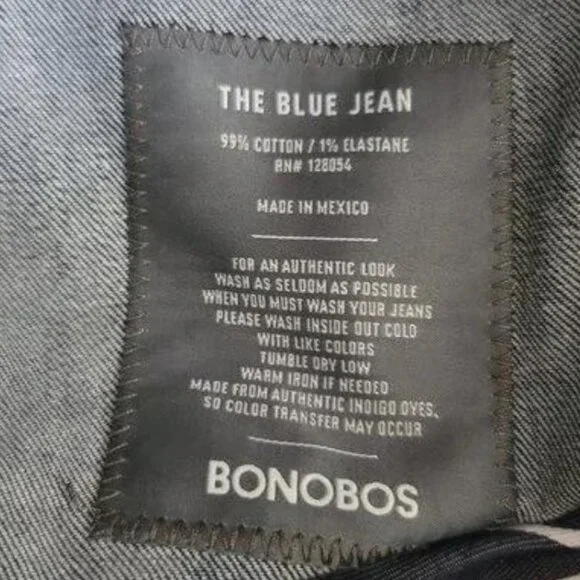 THE BLUE JEAN
99% COTTON / 1% ELASTANE
RN# 128054
MADE IN MEXICO
FOR AN AUTHENTIC LOOK
WASH AS SELDOM AS POSSIBLE
WHEN YOU MUST WASH YOUR JEANS
PLEASE WASH INSIDE OUT COLD
WITH LIKE COLORS
TUMBLE DRY LOW
WARM IRON IF NEEDED
MADE FROM AUTHENTIC INDIGO DYES,
SO COLOR TRANSFER MAY OCCUR
BONOBOS